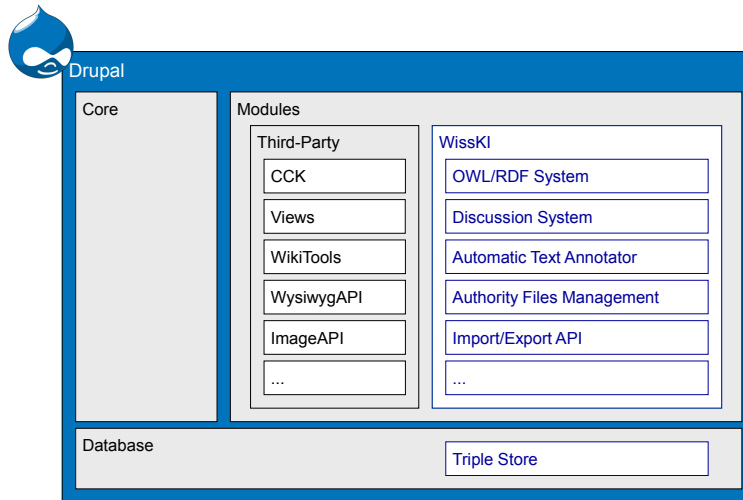 Drupal
Core
Modules
Third-Party
CCK
Views
WikiTools
WysiwygAPI
ImageAPI
...
WissKI
OWL/RDF System
Discussion System
Automatic Text Annotator
Authority Files Management
Import/Export API
...
Database
Triple Store